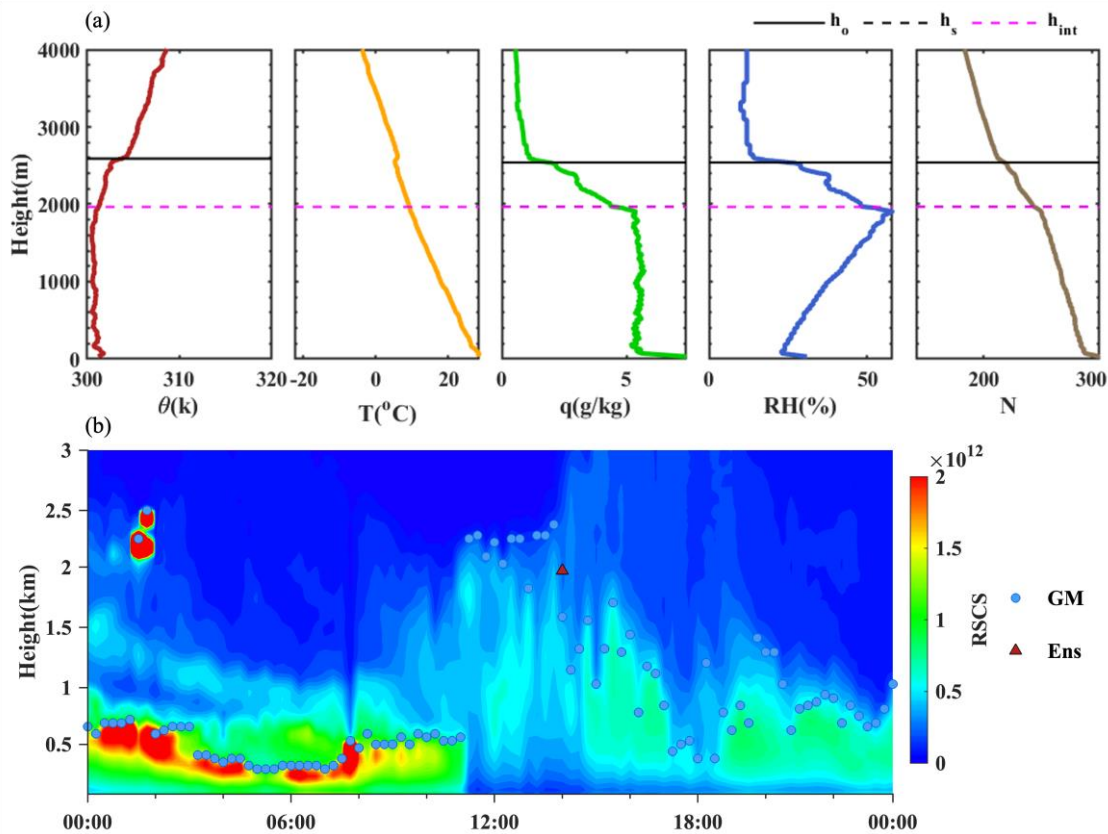 (a)
h_o h_s h_int
4000
3000
2000
1000
0
Height(m)
300 310 320
θ(k)
-20 0 20
T(°C)
0 5
q(g/kg)
0 50
RH(%)
200 300
N
(b)
3
2.5
2
1.5
1
0.5
Height(km)
00:00 06:00 12:00 18:00 00:00
×10^12
2
1.5
1
0.5
0
RSCS
GM
Ens